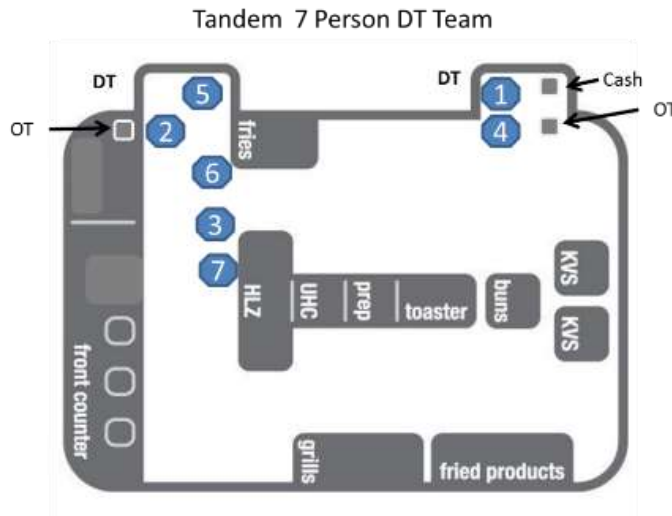 Tandem 7 Person DT Team
DT
DT
Cash
OT
OT
5
1
2
4
fries
6
3
7
HLZ
UHC
prep
toaster
buns
KVS
KVS
front counter
grills
fried products